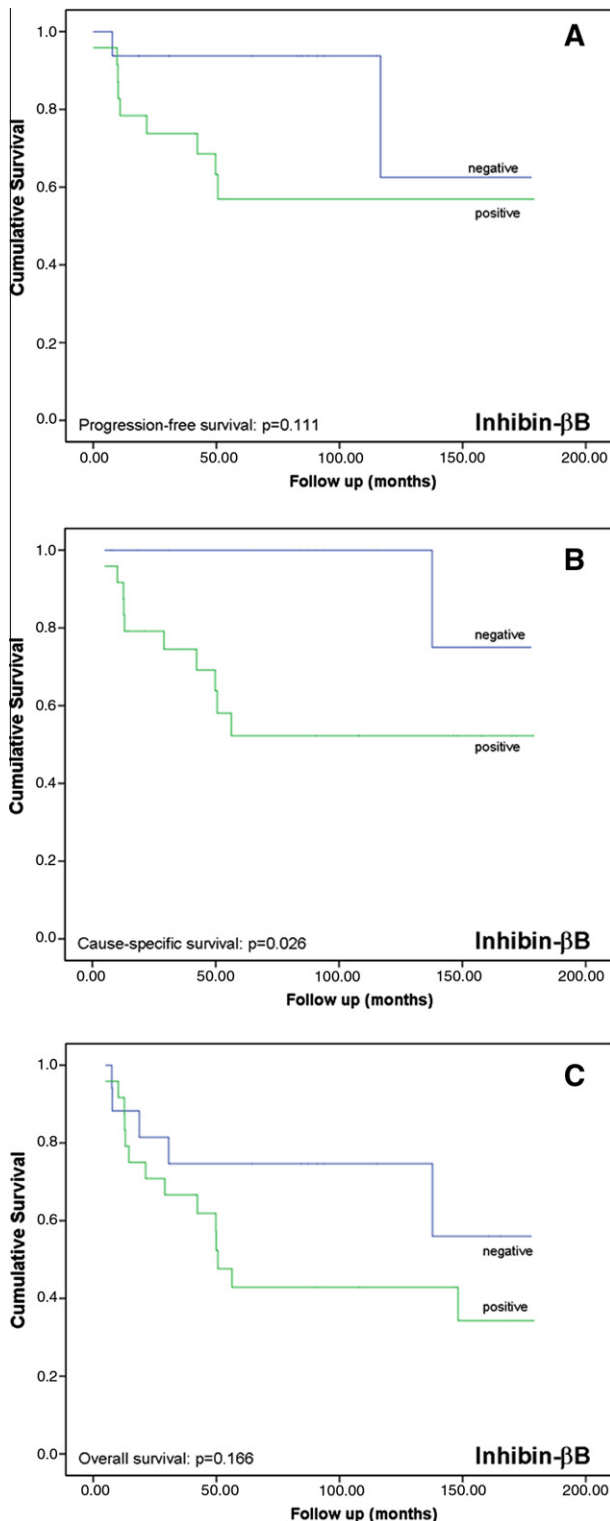 A
Cumulative Survival
1.0
0.8
0.6
0.4
0.2
0.0
negative
positive
Progression-free survival: p=0.111
Inhibin-βB
0.00 50.00 100.00 150.00 200.00
Follow up (months)
B
Cumulative Survival
1.0
0.8
0.6
0.4
0.2
0.0
negative
positive
Cause-specific survival: p=0.026
Inhibin-βB
0.00 50.00 100.00 150.00 200.00
Follow up (months)
C
Cumulative Survival
1.0
0.8
0.6
0.4
0.2
0.0
negative
positive
Overall survival: p=0.166
Inhibin-βB
0.00 50.00 100.00 150.00 200.00
Follow up (months)